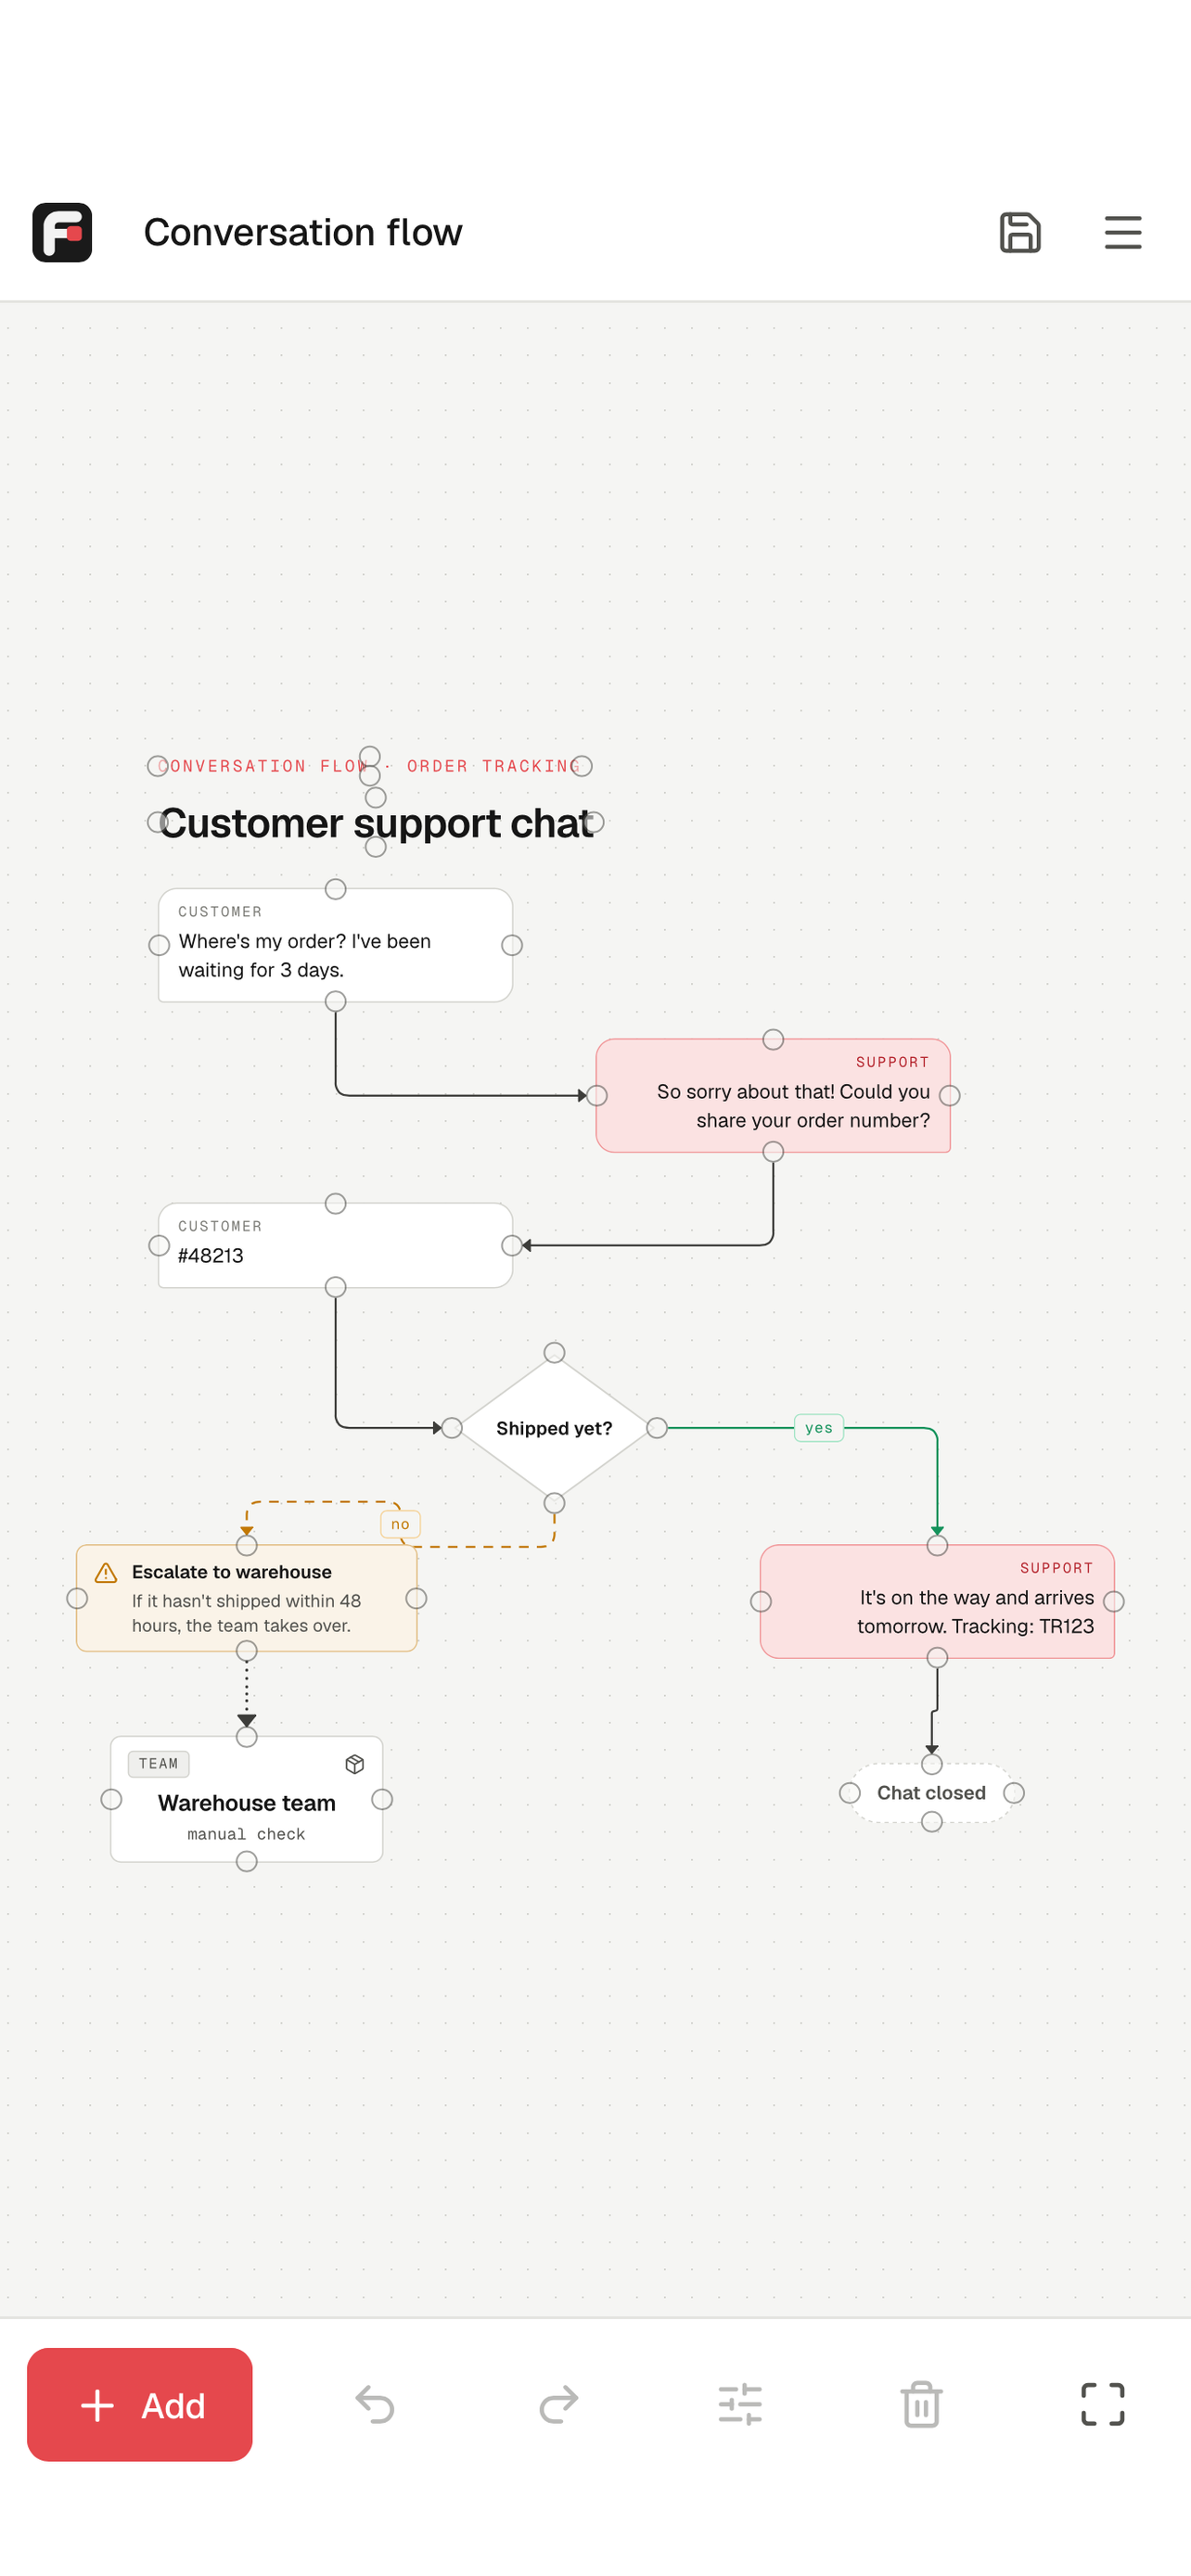 Conversation flow
CONVERSATION FLOW · ORDER TRACKING
Customer support chat
CUSTOMER
Where's my order? I've been
waiting for 3 days.
SUPPORT
So sorry about that! Could you
share your order number?
CUSTOMER
#48213
Shipped yet?
yes
no
Escalate to warehouse
If it hasn't shipped within 48
hours, the team takes over.
SUPPORT
It's on the way and arrives
tomorrow. Tracking: TR123
TEAM
Warehouse team
manual check
Chat closed
Add